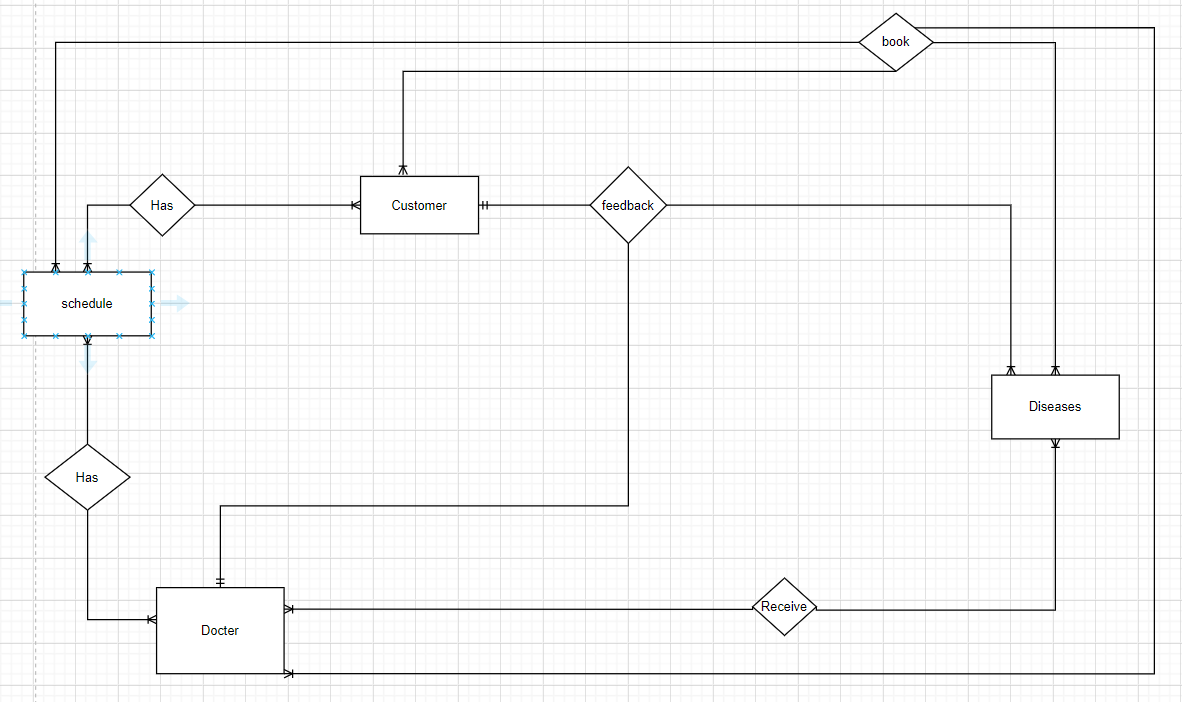 book
Has
Customer
feedback
schedule
Diseases
Has
Receive
Docter